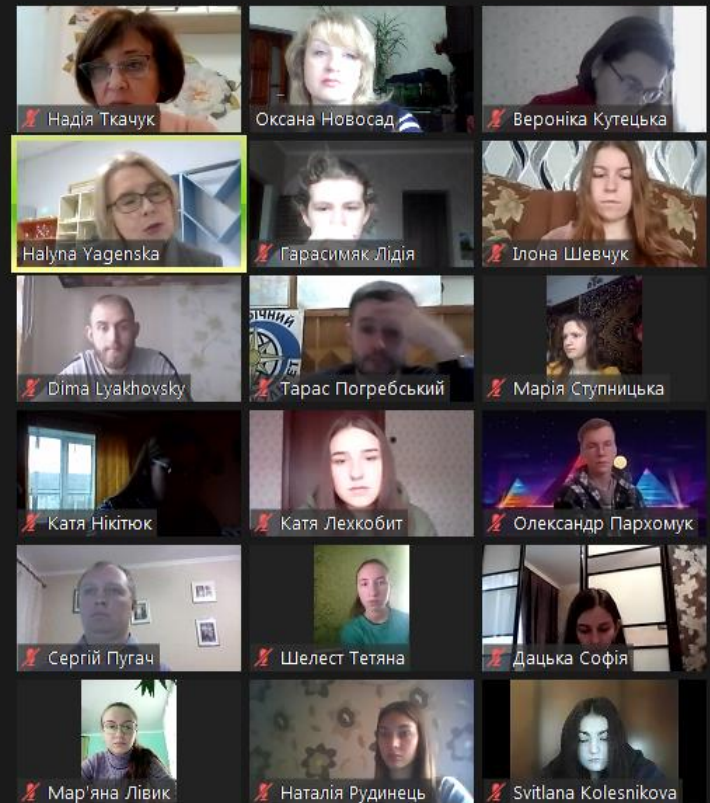 Надія Ткачук
Оксана Новосад
Вероніка Кутецька
Halyna Yagenska
Гарасимяк Лідія
Ілона Шевчук
Dima Lyakhovsky
Тарас Погребський
Марія Ступницька
Катя Нікітюк
Катя Лехкобит
Олександр Пархомук
Сергій Пугач
Шелест Тетяна
Дацька Софія
Мар'яна Лівик
Наталія Рудинець
Svitlana Kolesnikova